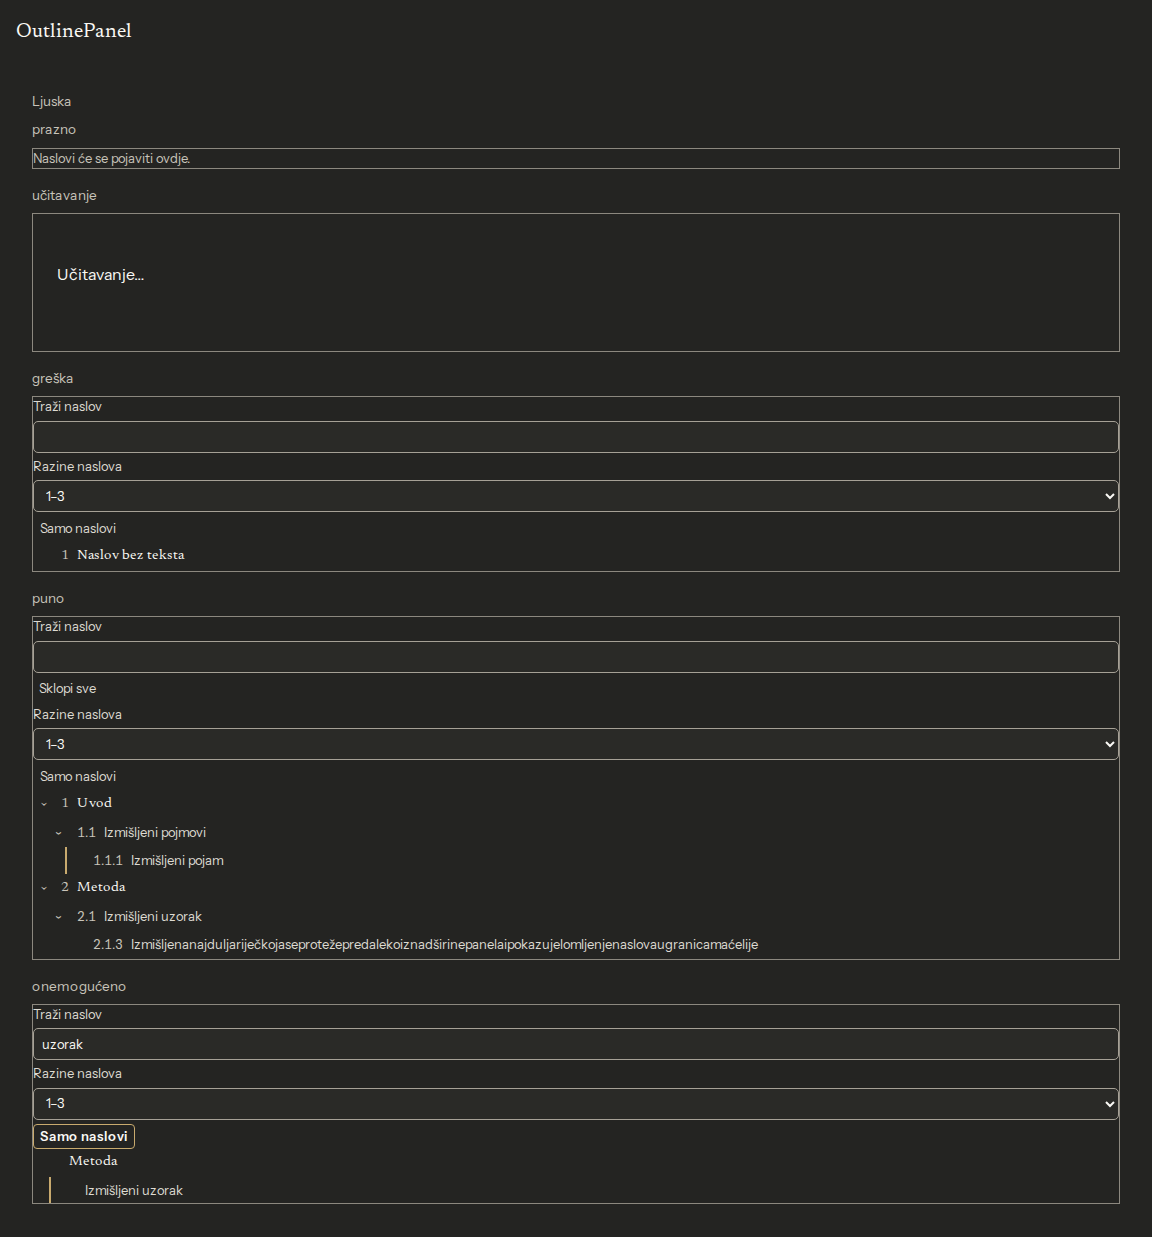 OutlinePanel
Ljuska
prazno
Naslovi će se pojaviti ovdje.
učitavanje
Učitavanje…
greška
Traži naslov
Razine naslova
1–3
Samo naslovi
1 Naslov bez teksta
puno
Traži naslov
Sklopi sve
Razine naslova
1–3
Samo naslovi
1 Uvod
1.1 Izmišljeni pojmovi
1.1.1 Izmišljeni pojam
2 Metoda
2.1 Izmišljeni uzorak
2.1.3 Izmišljenanajduljariječkojaseprotežepredalekoiznadširinepanelaipokazujelomljenjenaslovaugranicamaćelije
onemogućeno
Traži naslov
uzorak
Razine naslova
1–3
Samo naslovi
Metoda
Izmišljeni uzorak